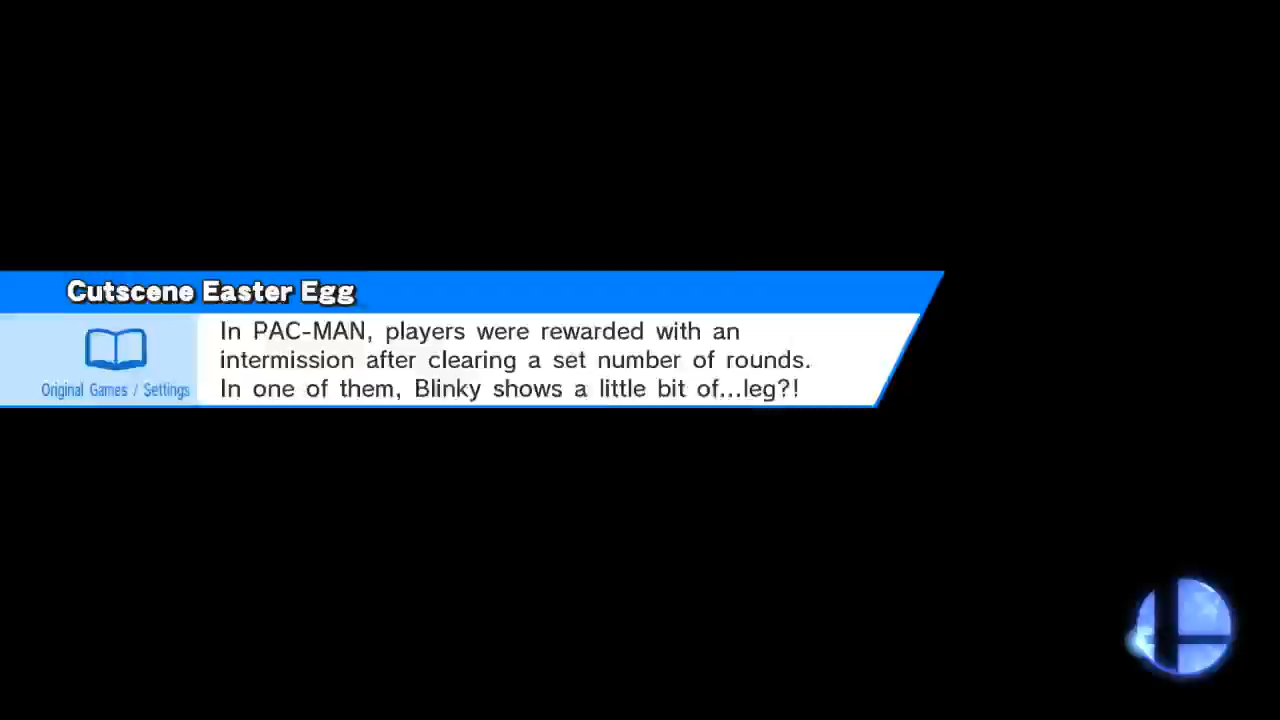 Cutscene Easter Egg
In PAC-MAN, players were rewarded with an
intermission after clearing a set number of rounds.
In one of them, Blinky shows a little bit of...leg?!
Original Games / Settings